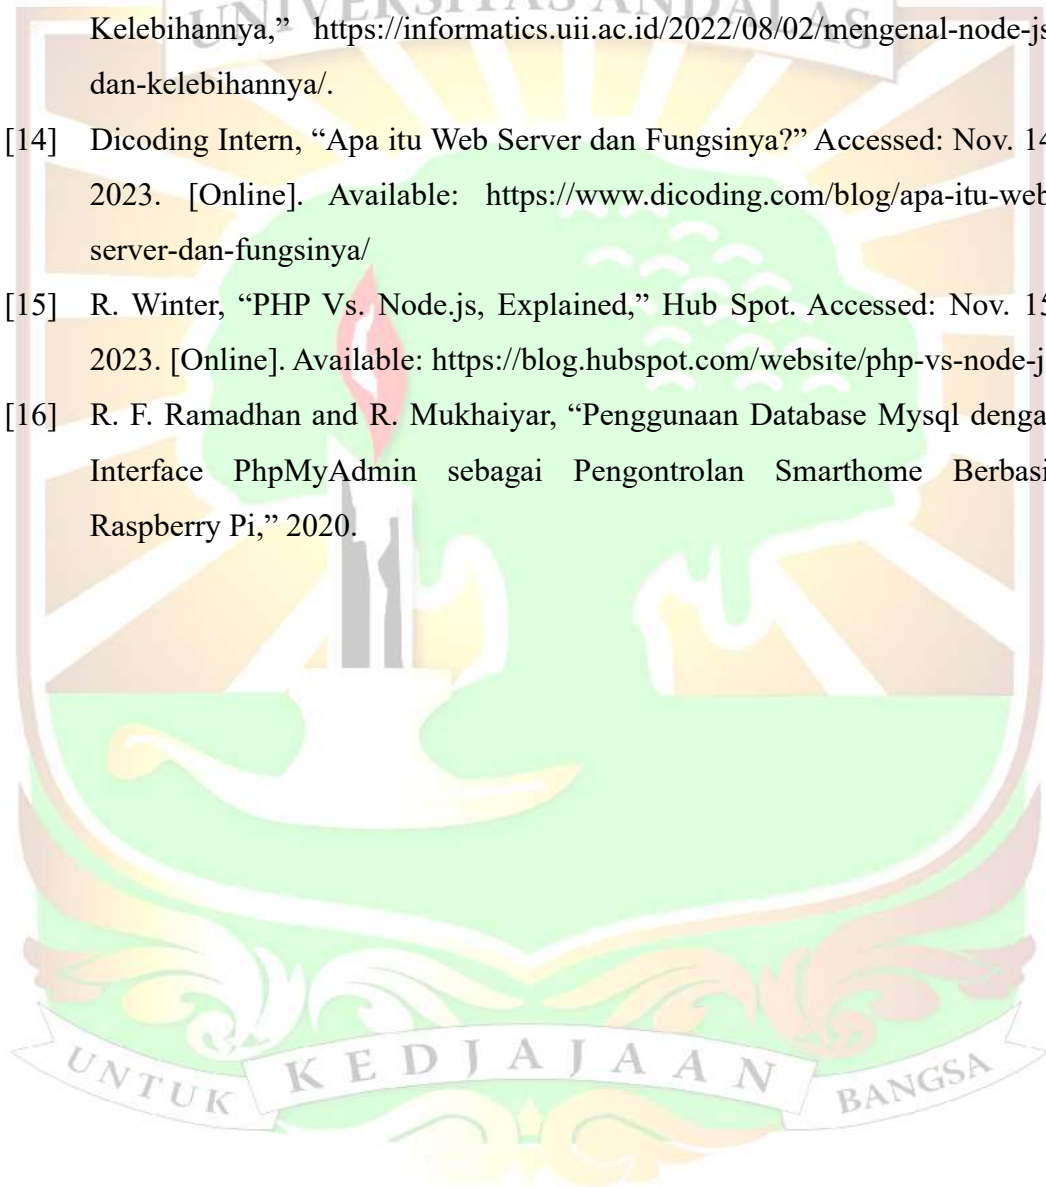 UNIVERSITAS ANDALAS
Kelebihannya,” https://informatics.uii.ac.id/2022/08/02/mengenal-node-js
dan-kelebihannya/.
[14] Dicoding Intern, “Apa itu Web Server dan Fungsinya?” Accessed: Nov. 14
2023. [Online]. Available: https://www.dicoding.com/blog/apa-itu-web
server-dan-fungsinya/
[15] R. Winter, “PHP Vs. Node.js, Explained,” Hub Spot. Accessed: Nov. 15
2023. [Online]. Available: https://blog.hubspot.com/website/php-vs-node-j
[16] R. F. Ramadhan and R. Mukhaiyar, “Penggunaan Database Mysql denga
Interface PhpMyAdmin sebagai Pengontrolan Smarthome Berbasi
Raspberry Pi,” 2020.
UNTUK KEDJAJAAN BANGSA